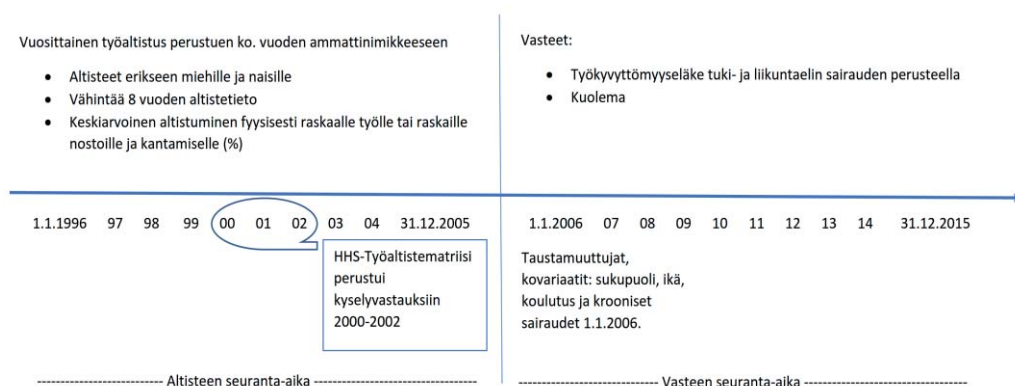 Vuosittainen työaltistus perustuen ko. vuoden ammattinimikkeeseen
• Altisteet erikseen miehille ja naisille
• Vähintää 8 vuoden altistetieto
• Keskiarvoinen altistuminen fyysisesti raskaalle työlle tai raskaille
nostoille ja kantamiselle (%)
Vasteet:
• Työkyvyttömyyseläke tuki- ja liikuntaelin sairauden perusteella
• Kuolema
1.1.1996 97 98 99 00 01 02 03 04 31.12.2005
1.1.2006 07 08 09 10 11 12 13 14 31.12.2015
HHS-Työaltistematriisi
perustui
kyselyvastauksiin
2000-2002
Taustamuuttujat,
kovariaatit: sukupuoli, ikä,
koulutus ja krooniset
sairaudet 1.1.2006.
-------------------------- Altisteen seuranta-aika ----------------------------------
----------------------------- Vasteen seuranta-aika ----------------------------------